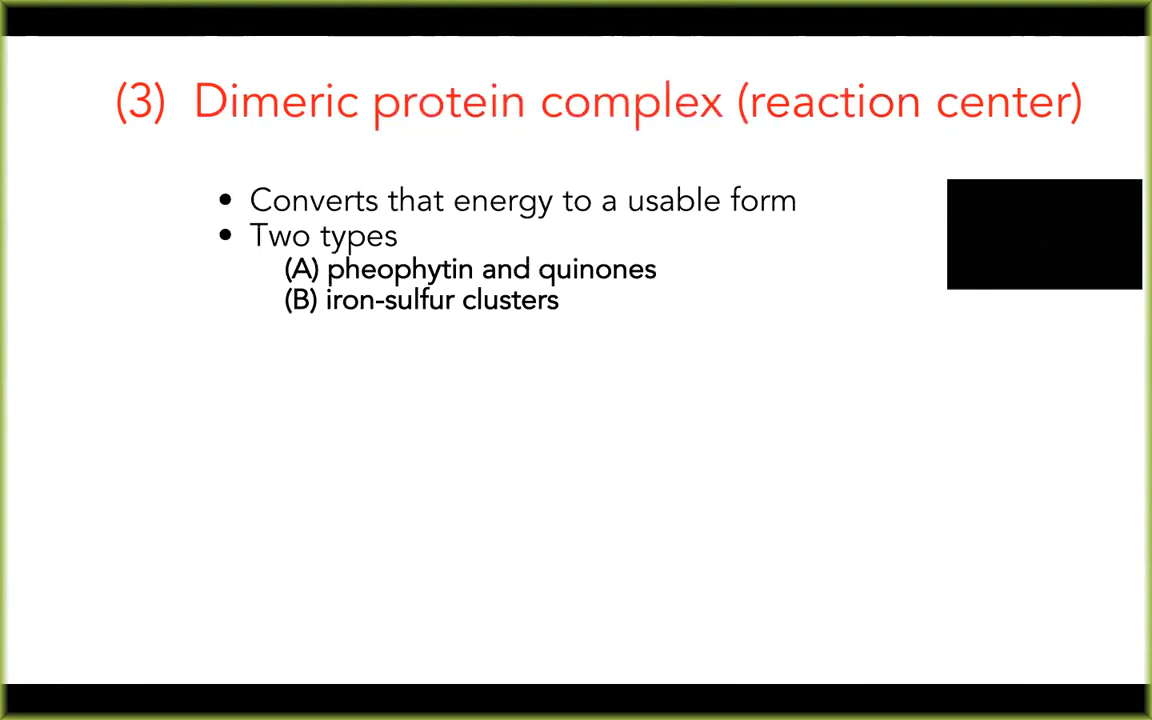 (3) Dimeric protein complex (reaction center)
• Converts that energy to a usable form
• Two types
(A) pheophytin and quinones
(B) iron-sulfur clusters